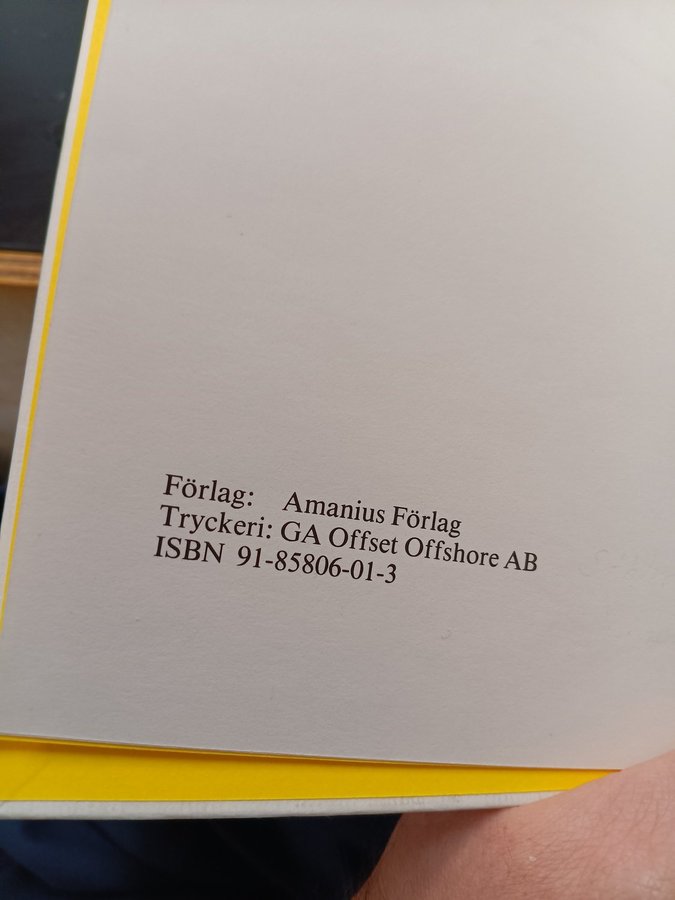 Förlag: Amanius Förlag
Tryckeri: GA Offset Offshore AB
ISBN 91-85806-01-3